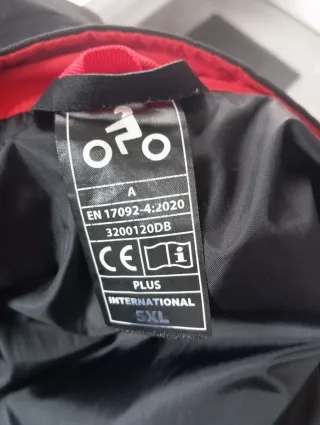 A
EN 17092-4:2020
3200120DB
CE i
PLUS
INTERNATIONAL
5XL